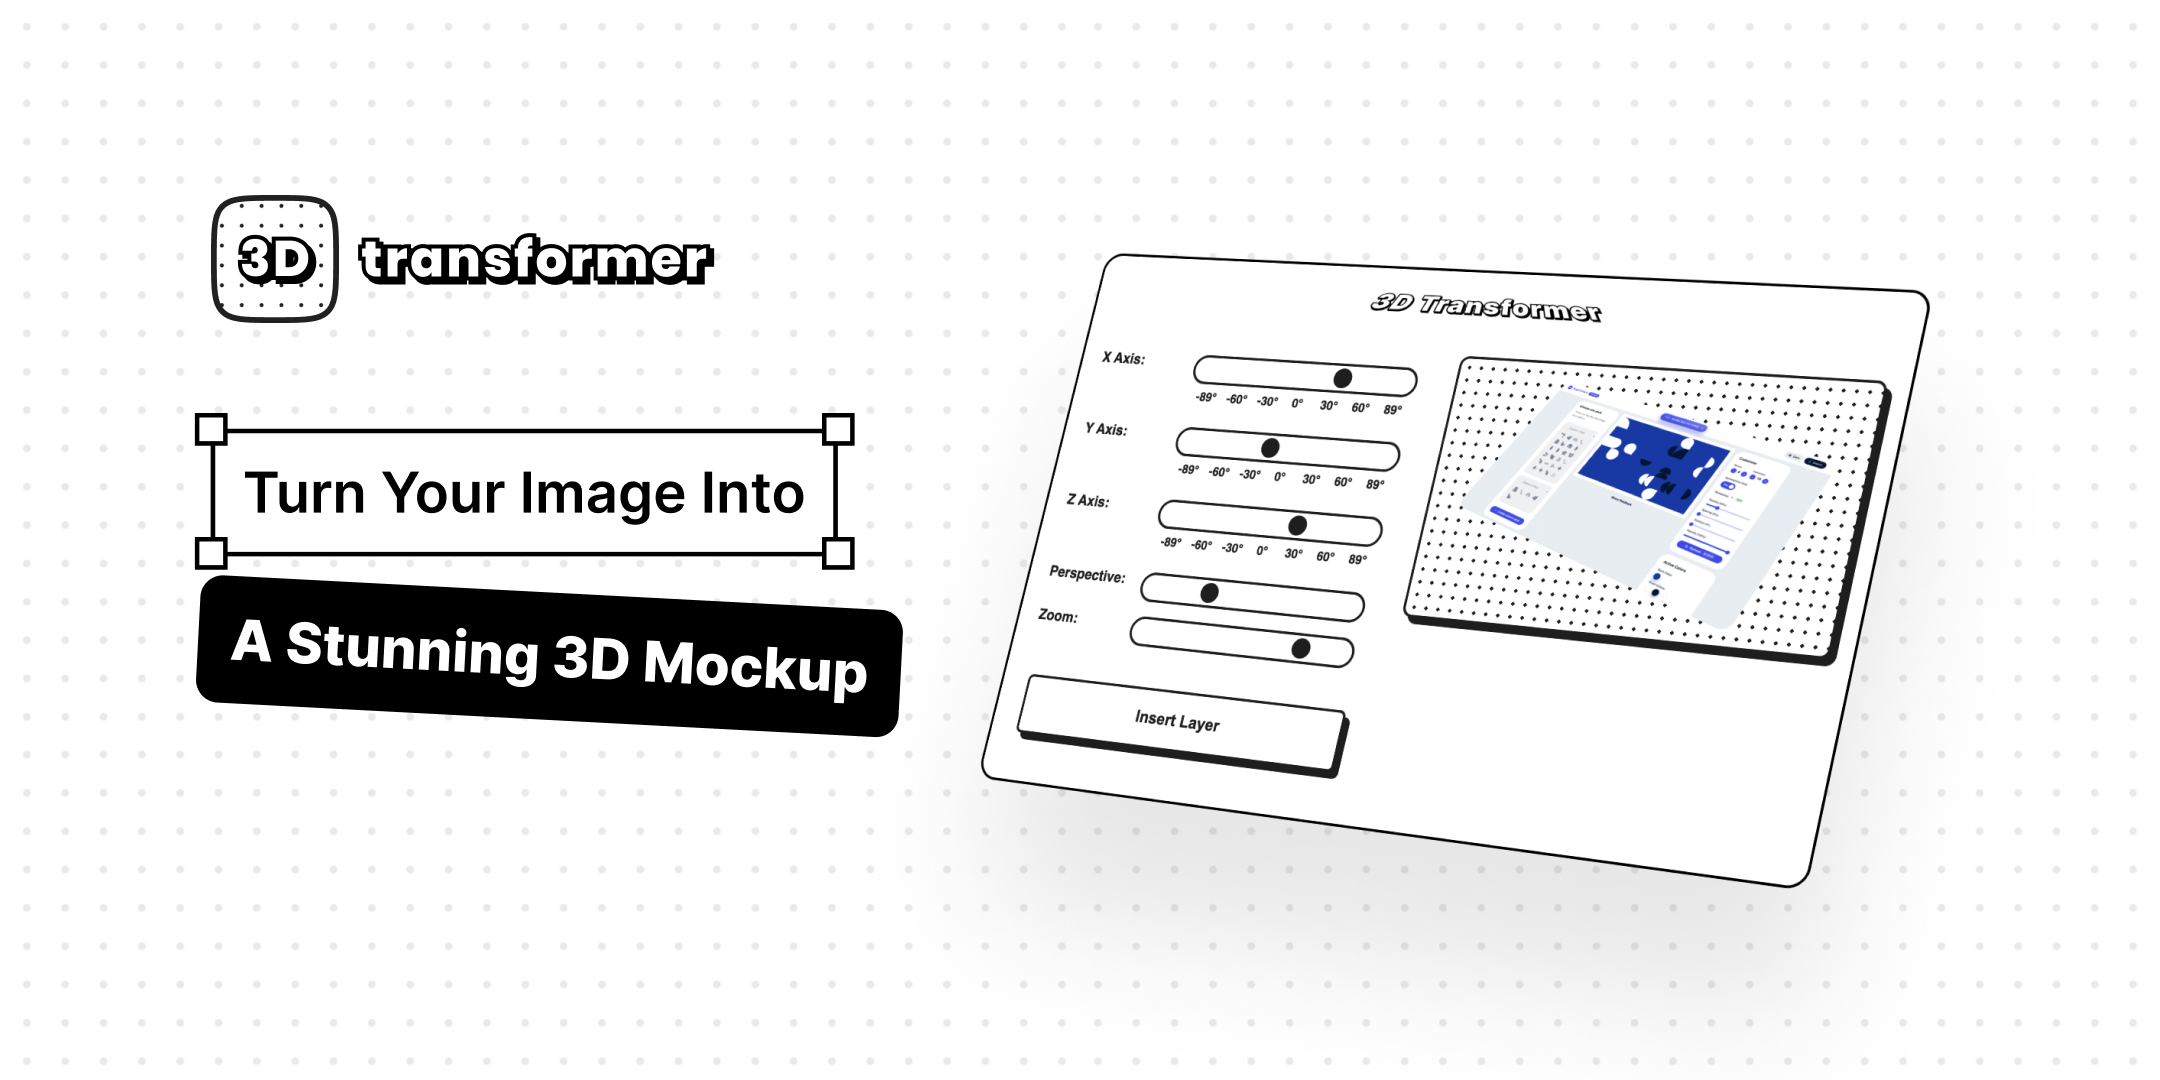 3D transformer
Turn Your Image Into
A Stunning 3D Mockup
3D Transformer
X Axis:
-89° -60° -30° 0° 30° 60° 89°
Y Axis:
-89° -60° -30° 0° 30° 60° 89°
Z Axis:
-89° -60° -30° 0° 30° 60° 89°
Perspective:
Zoom:
Insert Layer
Active Colors